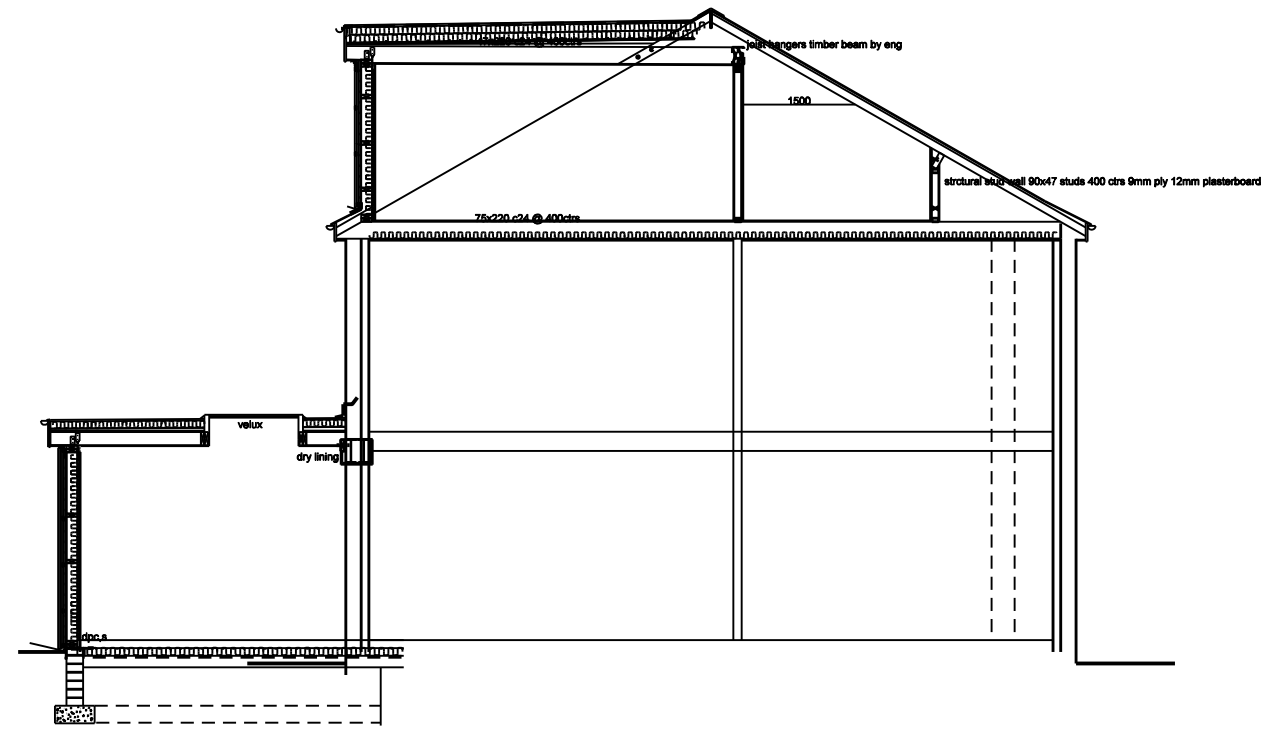 @ 400ctrs
joist hangers timber beam by eng
1500
strctural stud wall 90x47 studs 400 ctrs 9mm ply 12mm plasterboard
75x220 c24 @ 400ctrs
velux
dry lining
dpc,s